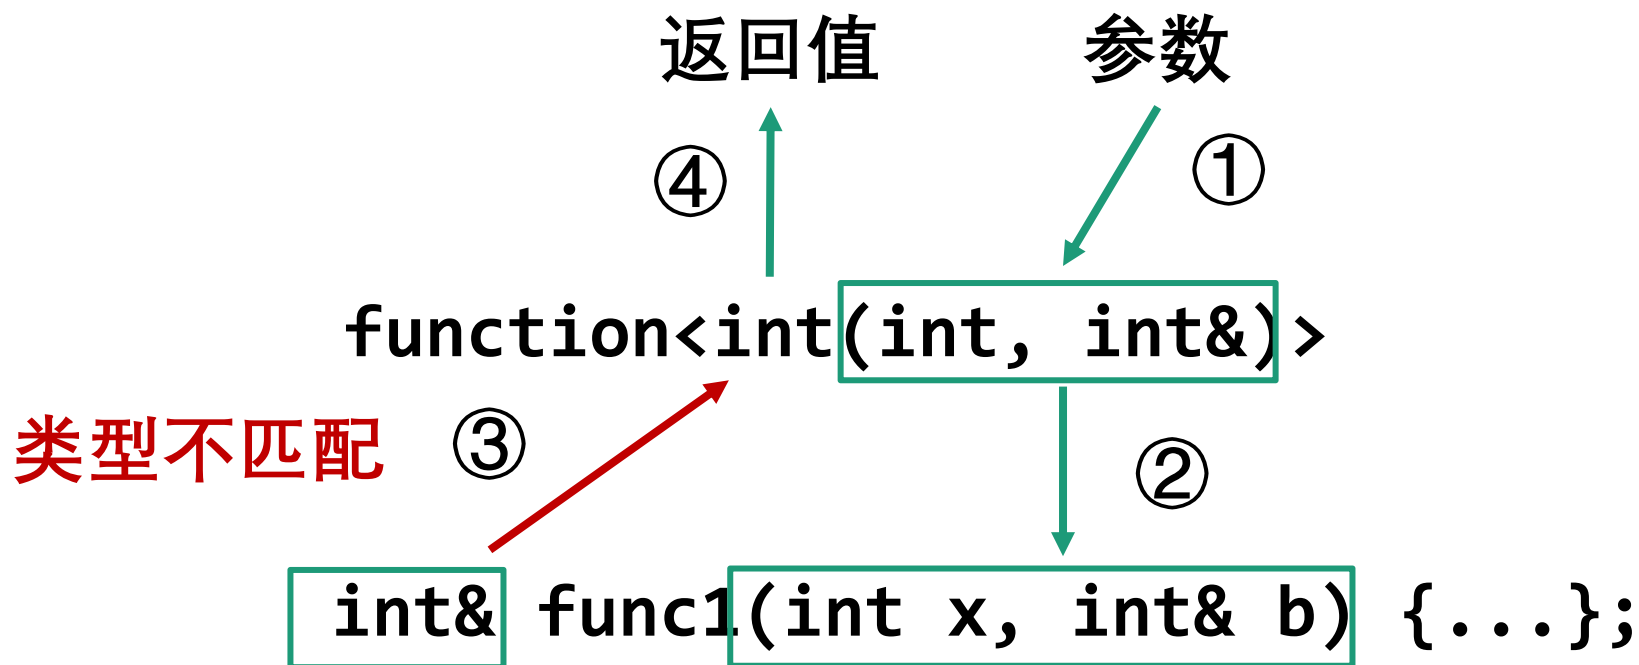 返回值 参数
④ ①
function<int(int, int&)>
类型不匹配 ③ ②
int& func1(int x, int& b) {...};